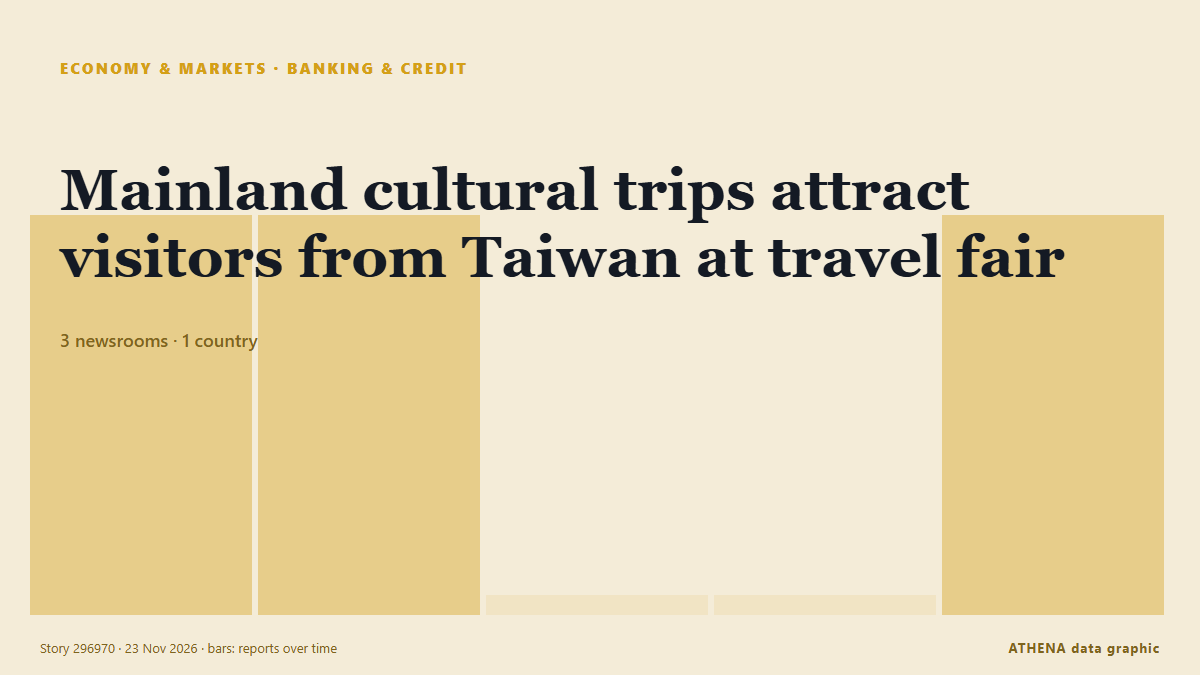 ECONOMY & MARKETS · BANKING & CREDIT
Mainland cultural trips attract
visitors from Taiwan at travel fair
3 newsrooms · 1 country
Story 296970 · 23 Nov 2026 · bars: reports over time
ATHENA data graphic